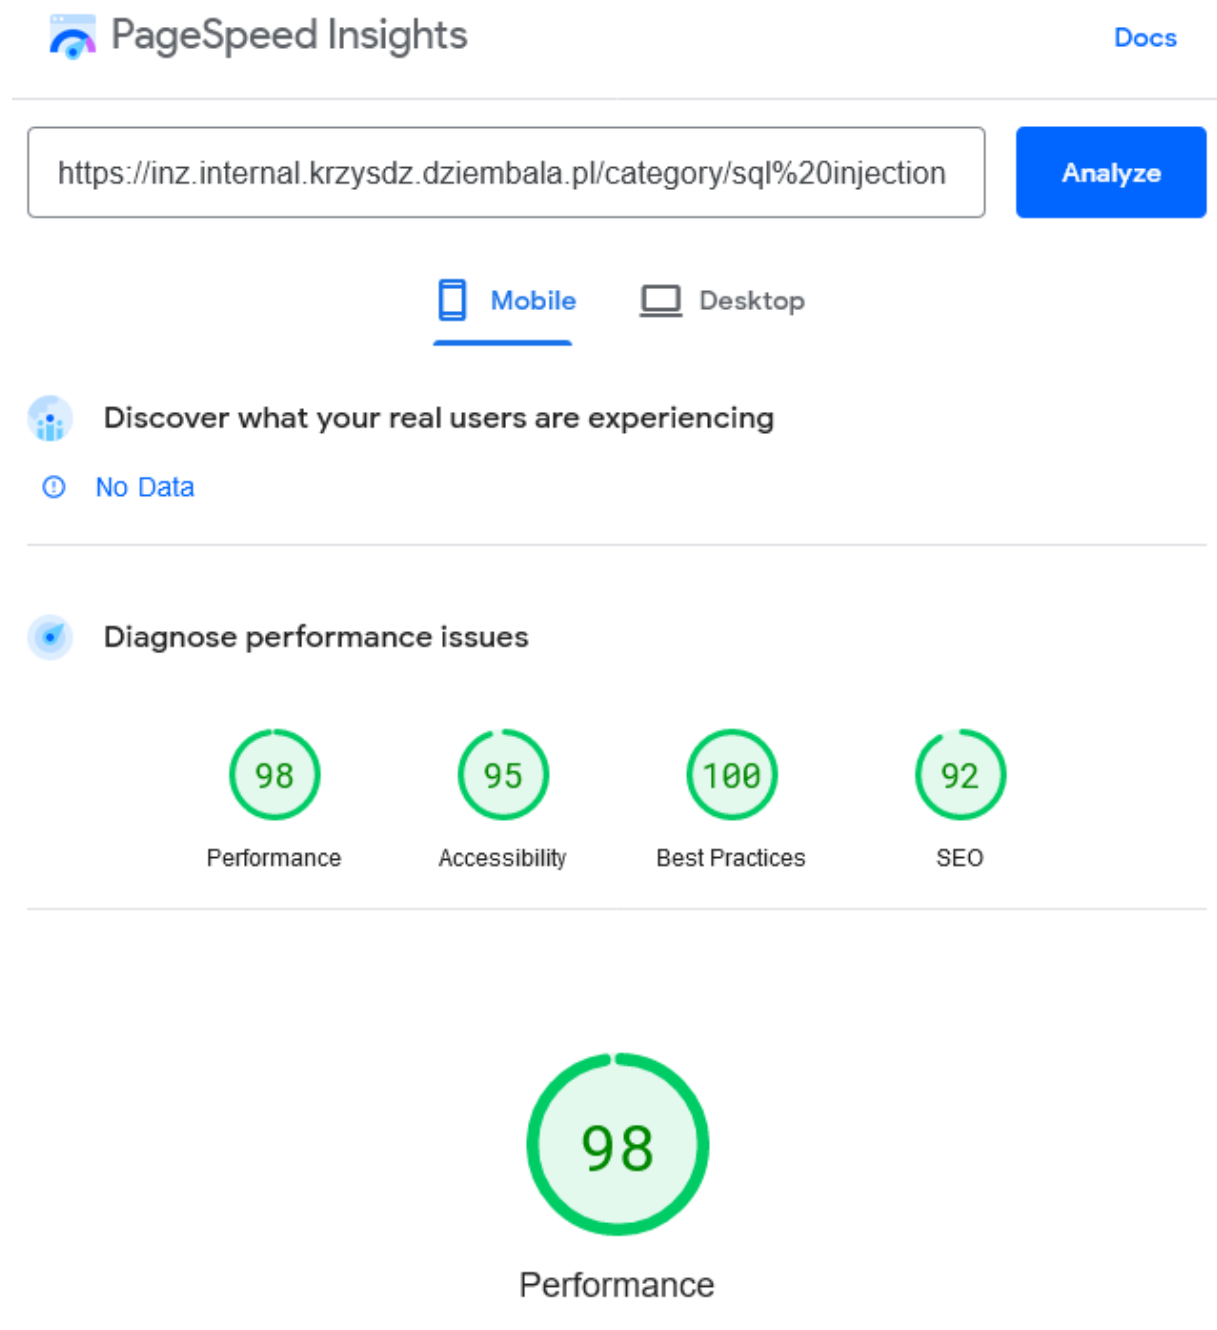 PageSpeed Insights
Docs
https://inz.internal.krzysdz.dziembala.pl/category/sql%20injection
Analyze
Mobile
Desktop
Discover what your real users are experiencing
No Data
Diagnose performance issues
98
95
100
92
Performance
Accessibility
Best Practices
SEO
98
Performance